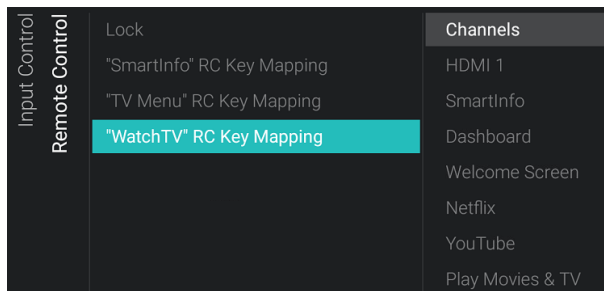 Input Control
Remote Control
Lock
"SmartInfo" RC Key Mapping
"TV Menu" RC Key Mapping
"WatchTV" RC Key Mapping
Channels
HDMI 1
SmartInfo
Dashboard
Welcome Screen
Netflix
YouTube
Play Movies & TV